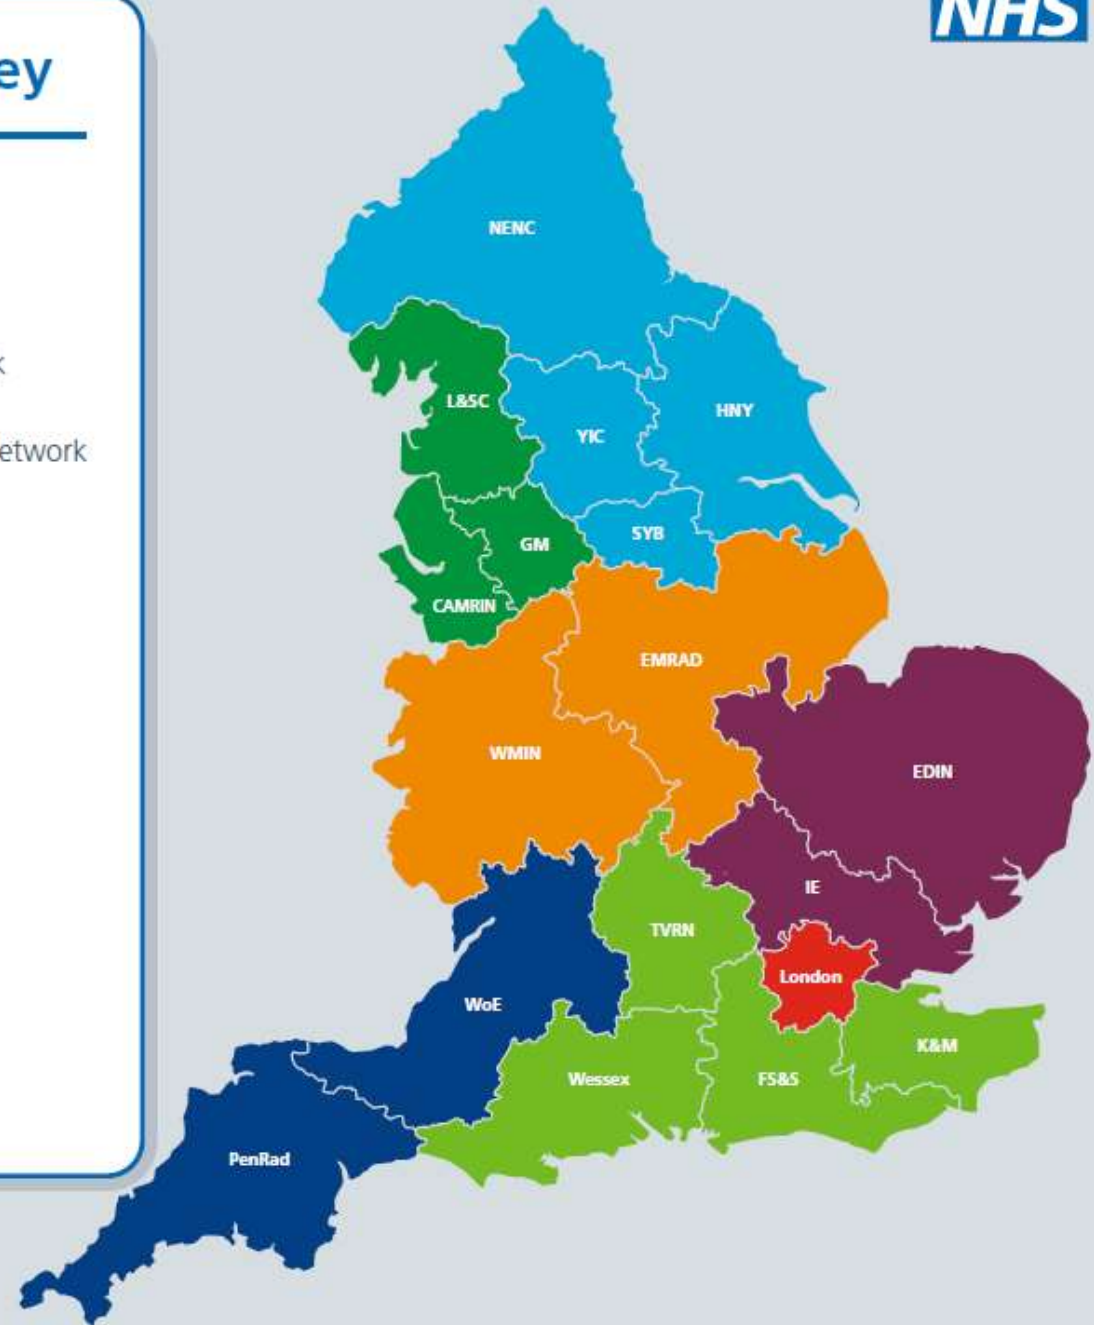 NHS
ey
k
etwork
NENC
L&SC
YIC
HNY
SYB
GM
CAMRIN
EMRAD
WMIN
EDIN
IE
TVRN
London
WoE
K&M
Wessex
FS&S
PenRad